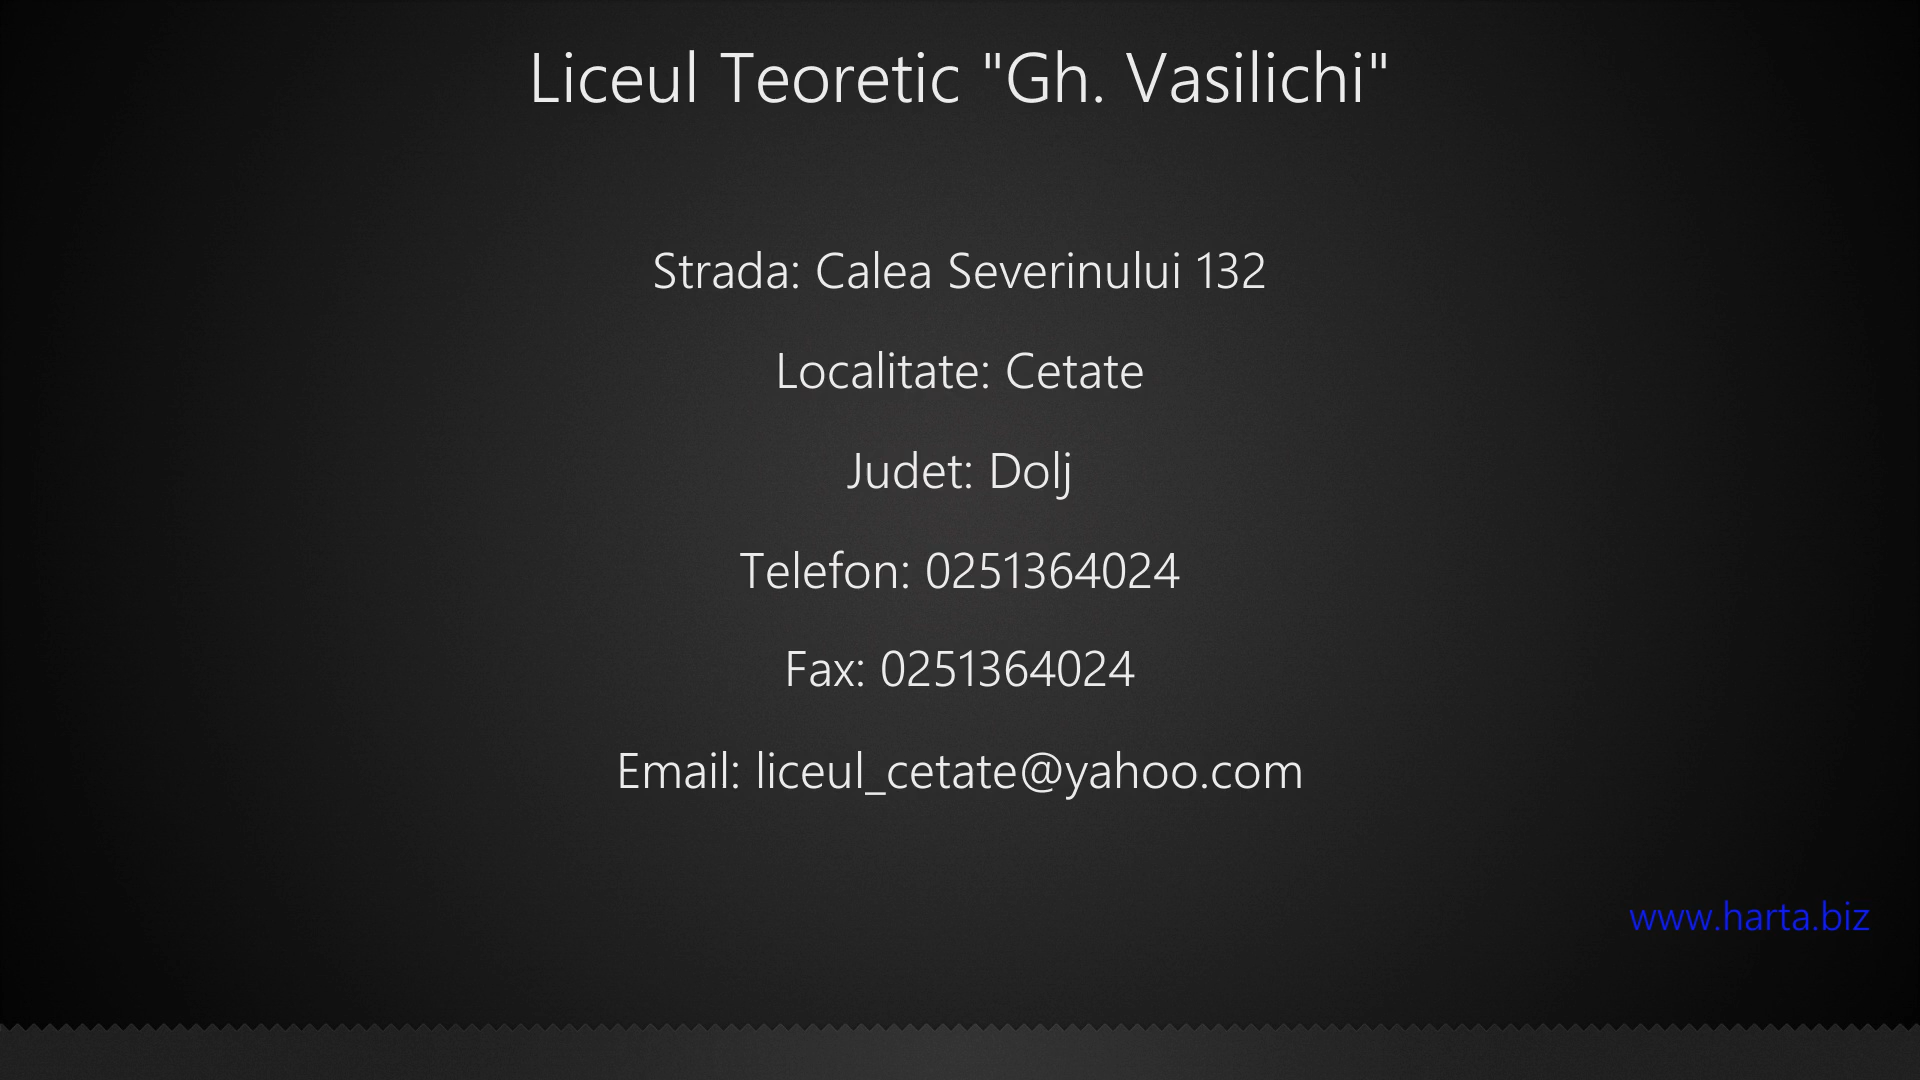 Liceul Teoretic "Gh. Vasilichi"
Strada: Calea Severinului 132
Localitate: Cetate
Judet: Dolj
Telefon: 0251364024
Fax: 0251364024
Email: liceul_cetate@yahoo.com
www.harta.biz